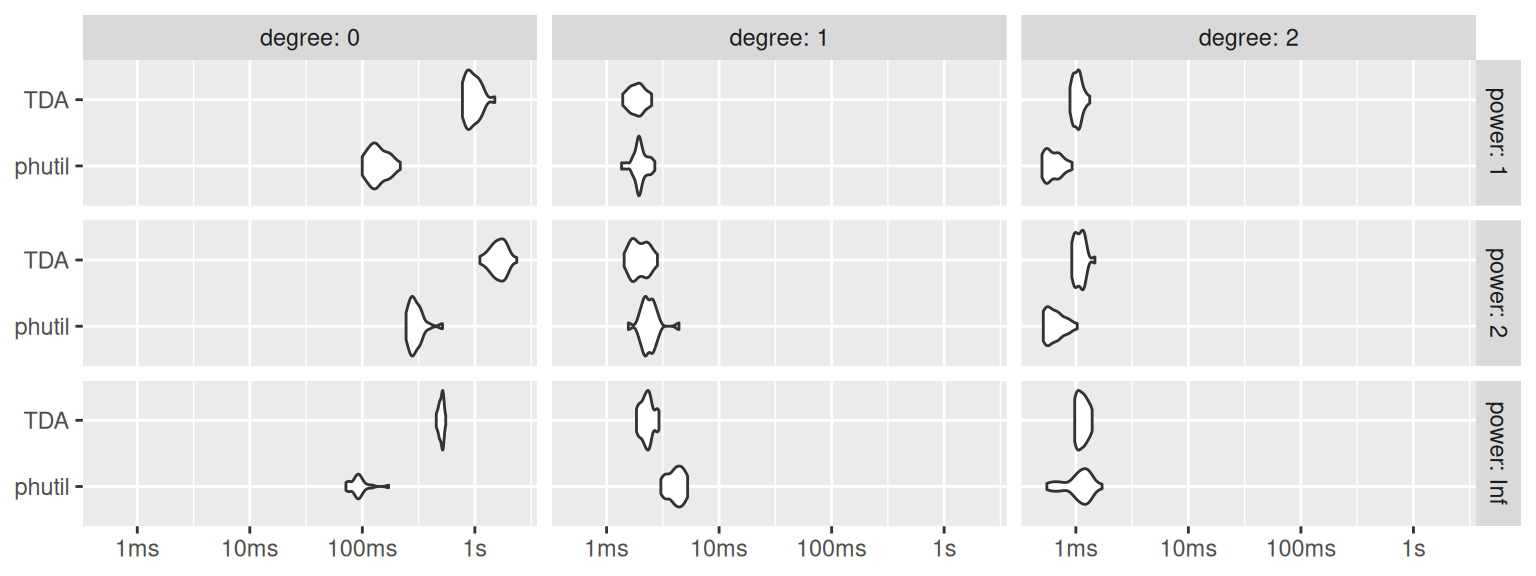 degree: 0 degree: 1 degree: 2
TDA
phutil
power: 1
TDA
phutil
power: 2
TDA
phutil
power: Inf
1ms 10ms 100ms 1s 1ms 10ms 100ms 1s 1ms 10ms 100ms 1s